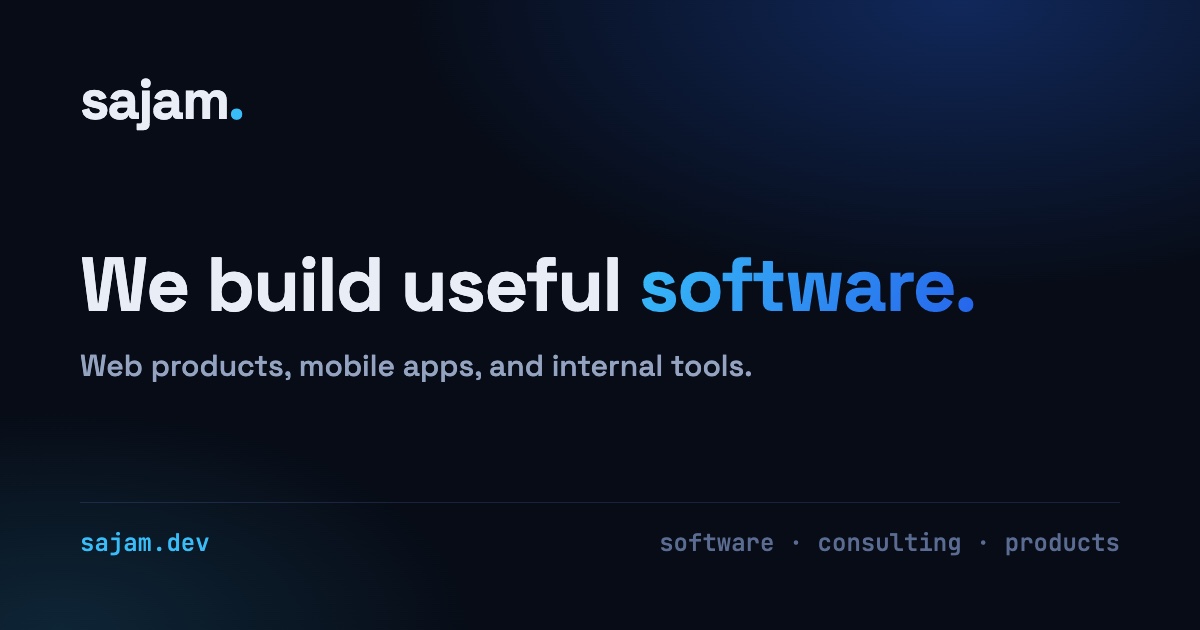 sajam.
We build useful software.
Web products, mobile apps, and internal tools.
sajam.dev
software · consulting · products